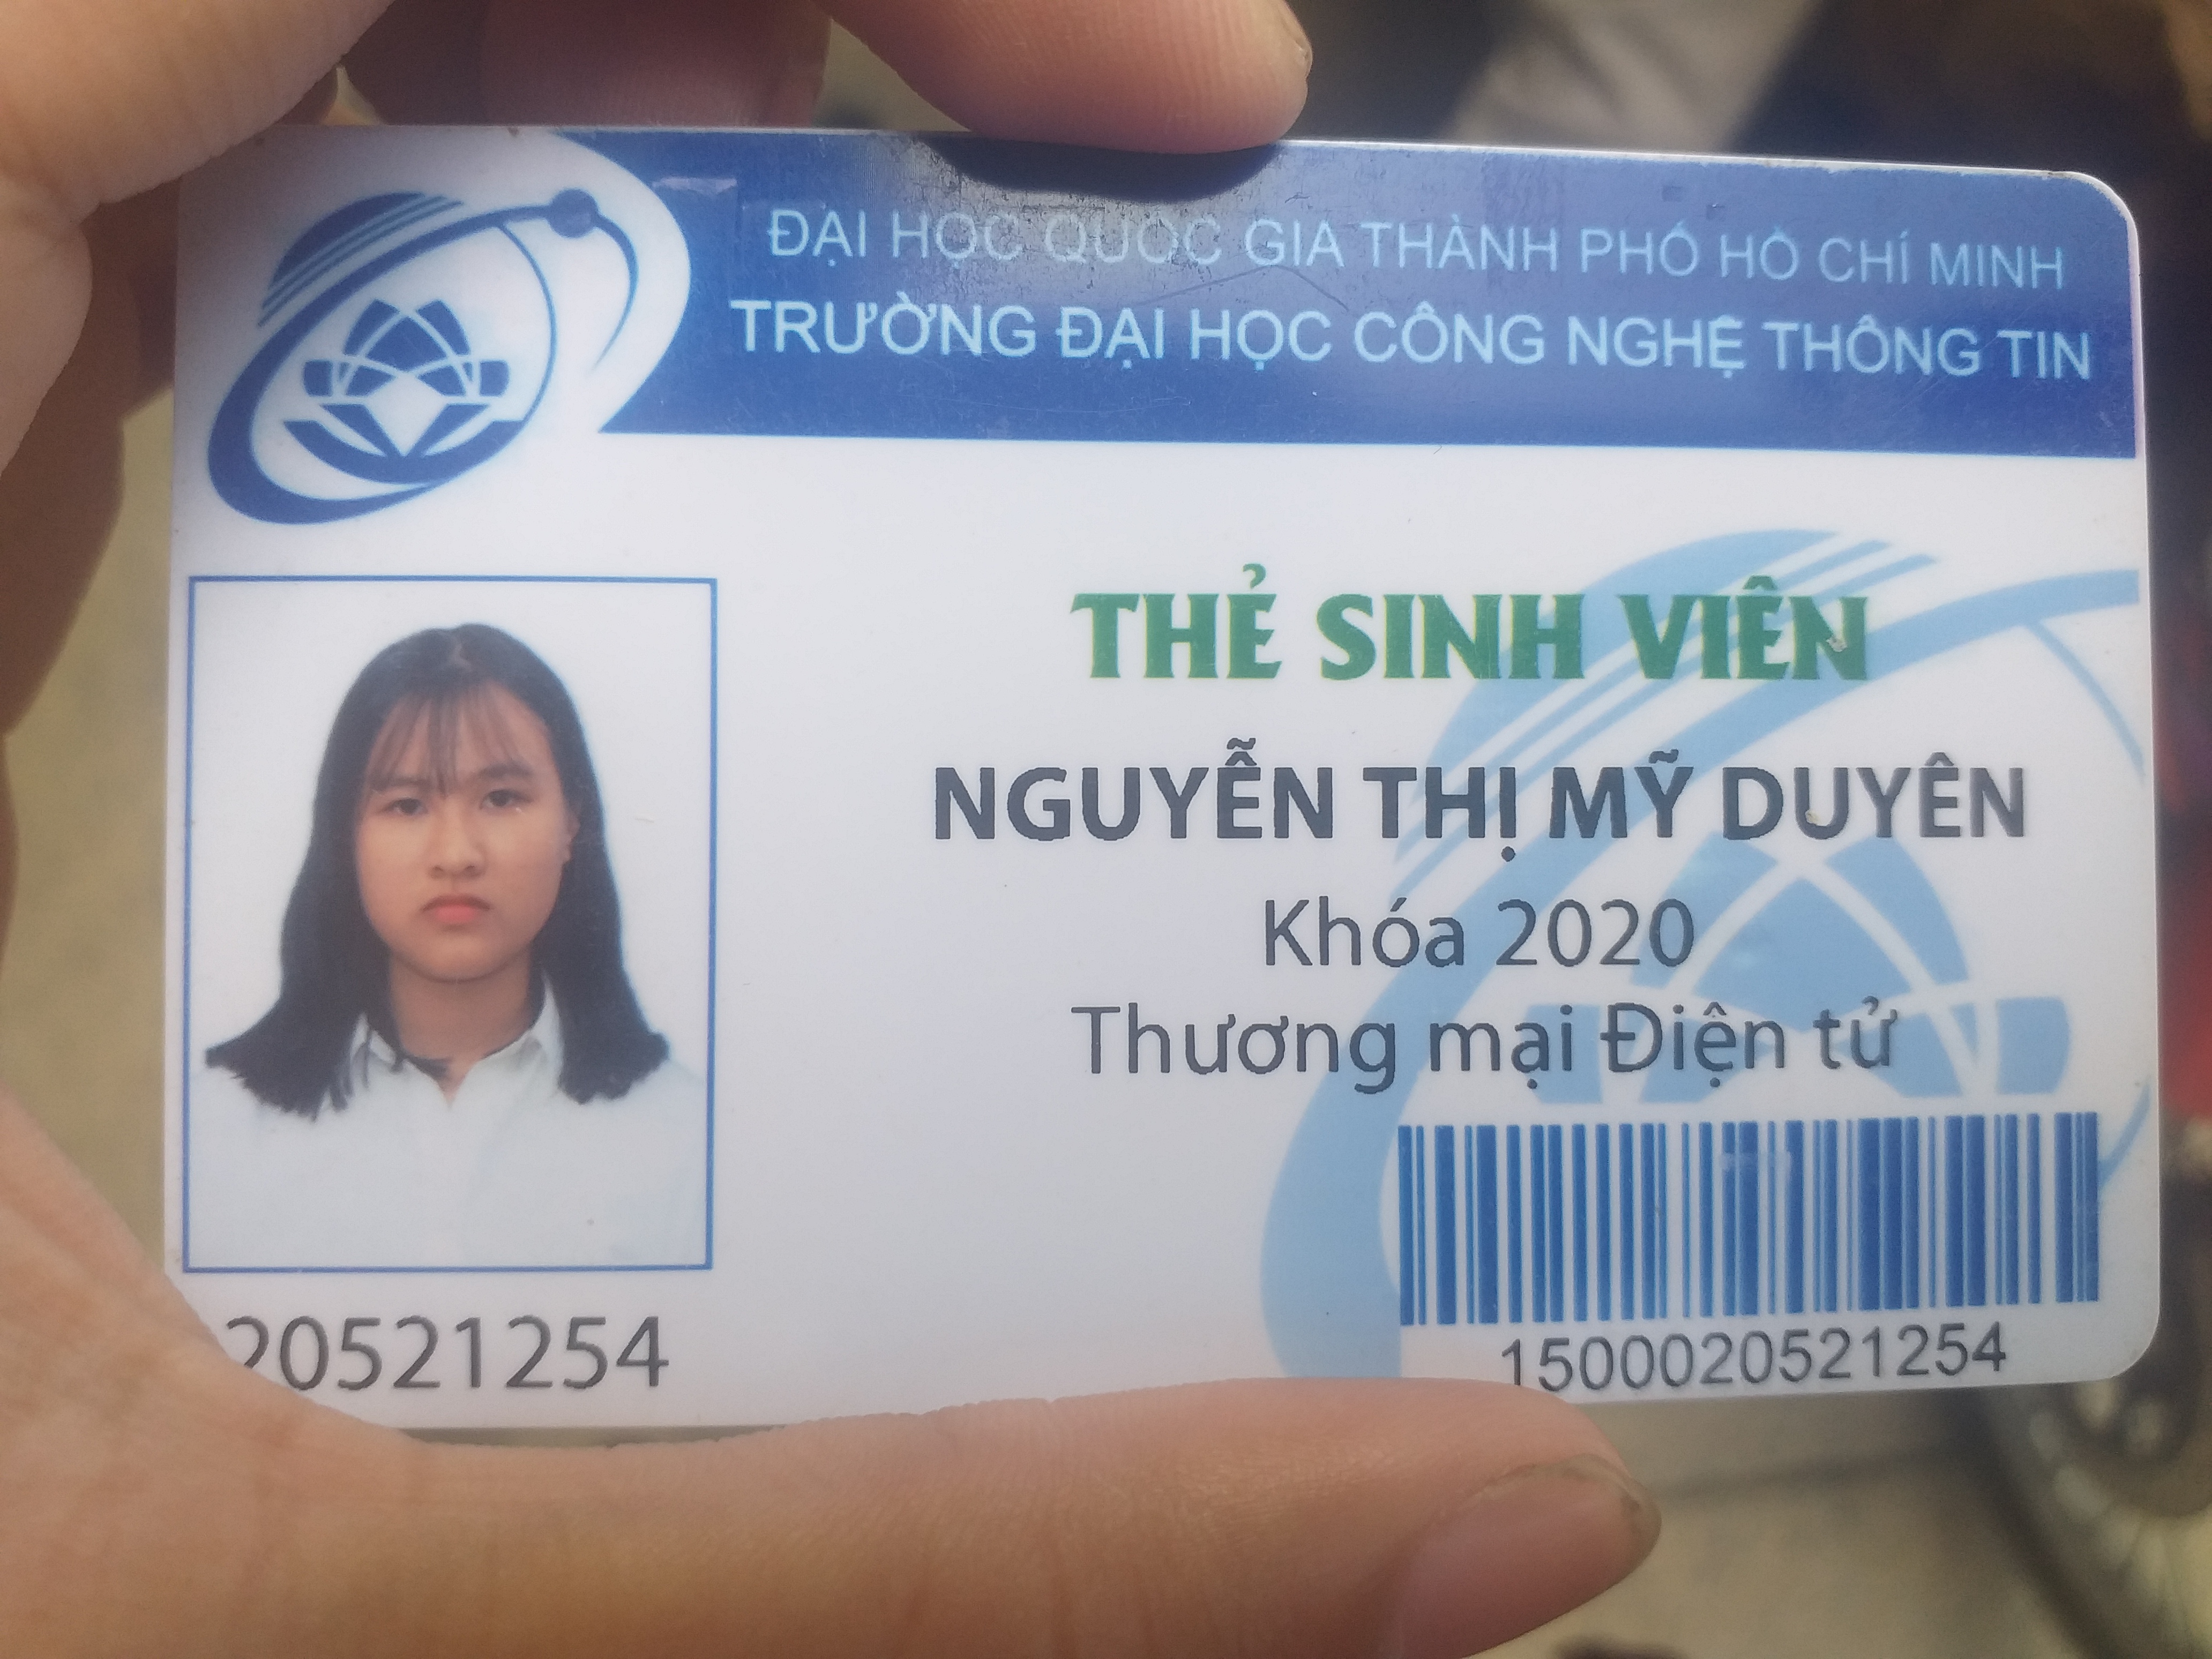 ĐẠI HỌC QUỐC GIA THÀNH PHỐ HỒ CHÍ MINH
TRƯỜNG ĐẠI HỌC CÔNG NGHỆ THÔNG TIN
THẺ SINH VIÊN
NGUYỄN THỊ MỸ DUYÊN
Khóa 2020
Thương mại Điện tử
20521254
1500020521254